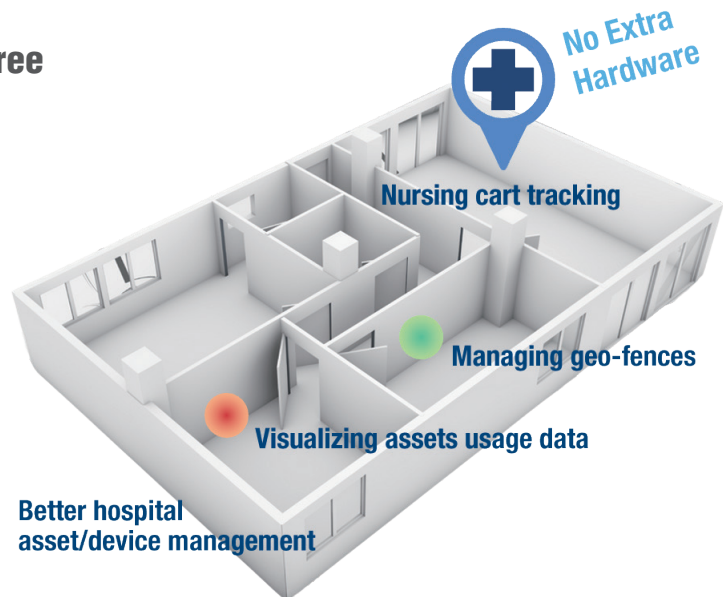 ree
No Extra
Hardware
Nursing cart tracking
Managing geo-fences
Visualizing assets usage data
Better hospital
asset/device management